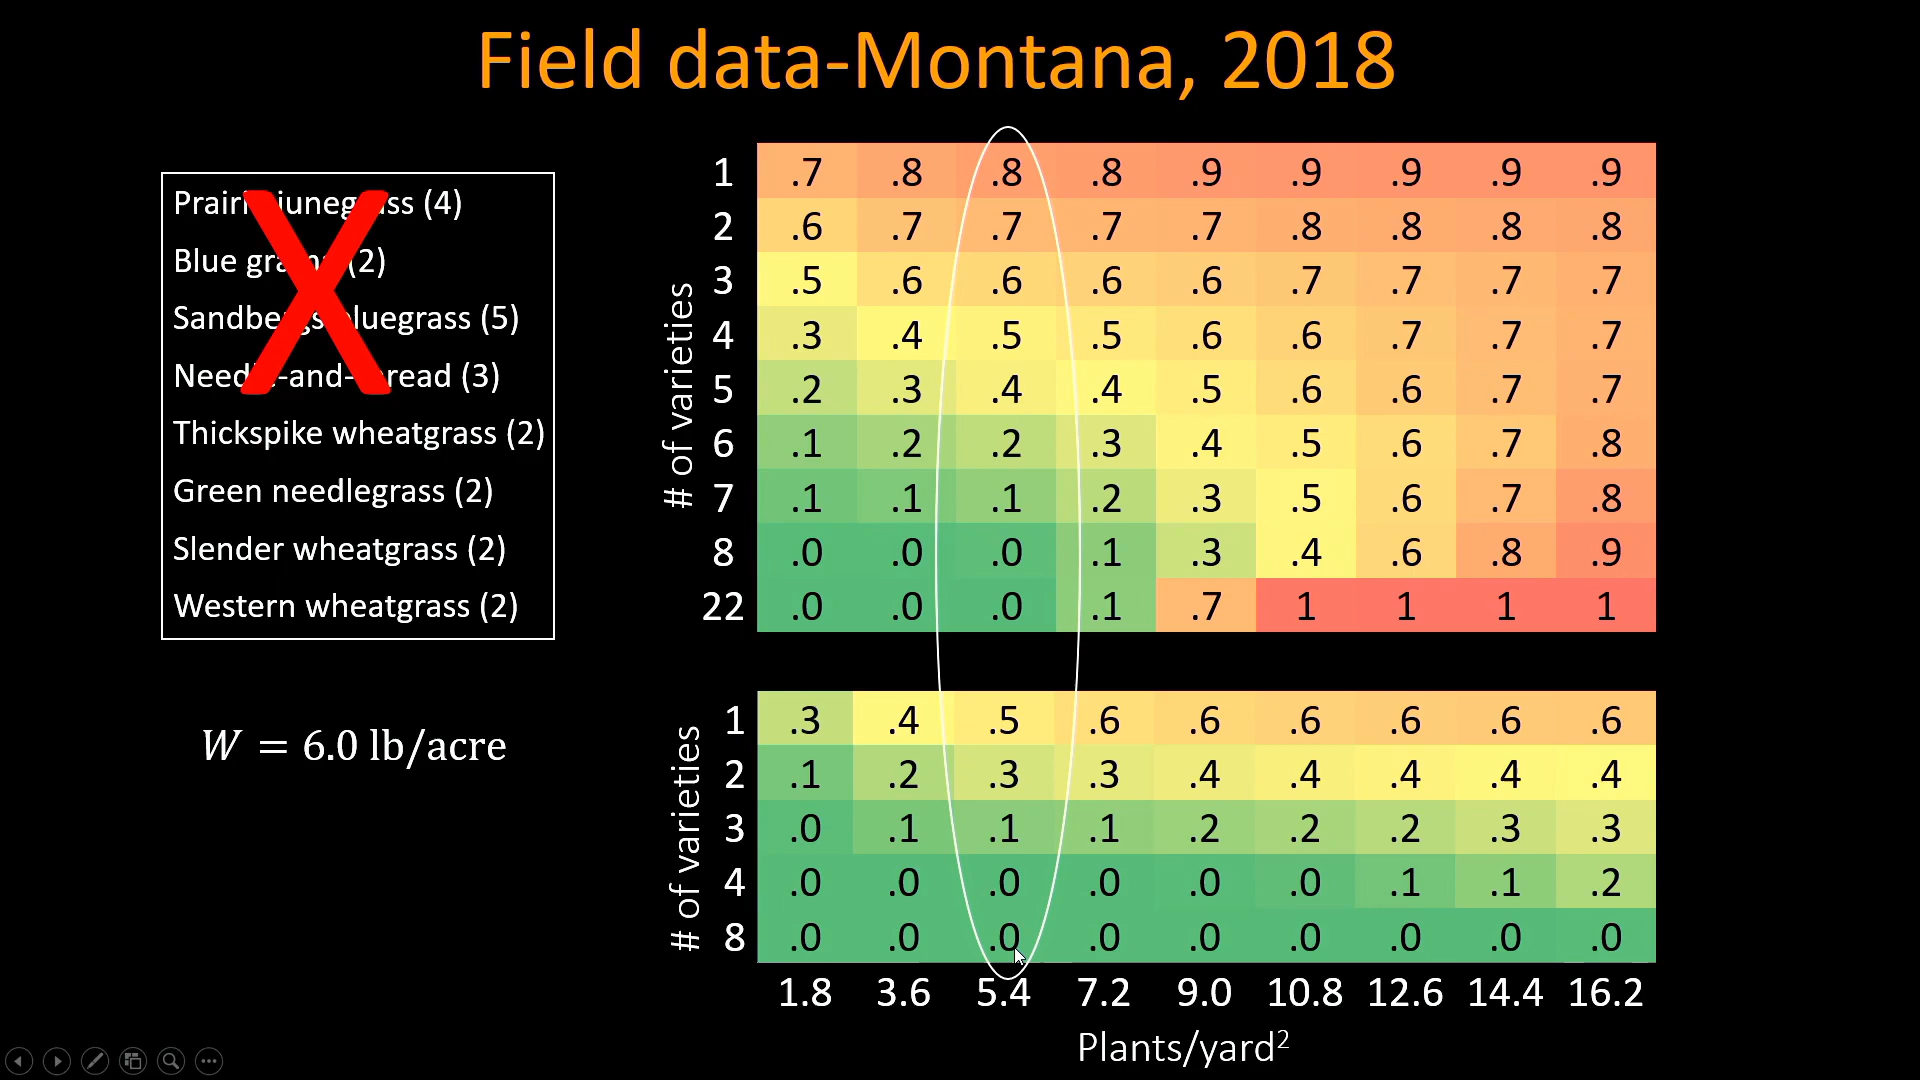 Field data-Montana, 2018
Prairie junegrass (4)
Blue grama (2)
Sandbergs bluegrass (5)
Needle-and-thread (3)
Thickspike wheatgrass (2)
Green needlegrass (2)
Slender wheatgrass (2)
Western wheatgrass (2)
W = 6.0 lb/acre
# of varieties
1 .7 .8 .8 .8 .9 .9 .9 .9 .9
2 .6 .7 .7 .7 .7 .8 .8 .8 .8
3 .5 .6 .6 .6 .6 .7 .7 .7 .7
4 .3 .4 .5 .5 .6 .6 .7 .7 .7
5 .2 .3 .4 .4 .5 .6 .6 .7 .7
6 .1 .2 .2 .3 .4 .5 .6 .7 .8
7 .1 .1 .1 .2 .3 .5 .6 .7 .8
8 .0 .0 .0 .1 .3 .4 .6 .8 .9
22 .0 .0 .0 .1 .7 1 1 1 1
# of varieties
1 .3 .4 .5 .6 .6 .6 .6 .6 .6
2 .1 .2 .3 .3 .4 .4 .4 .4 .4
3 .0 .1 .1 .1 .2 .2 .2 .3 .3
4 .0 .0 .0 .0 .0 .0 .1 .1 .2
8 .0 .0 .0 .0 .0 .0 .0 .0 .0
1.8 3.6 5.4 7.2 9.0 10.8 12.6 14.4 16.2
Plants/yard²